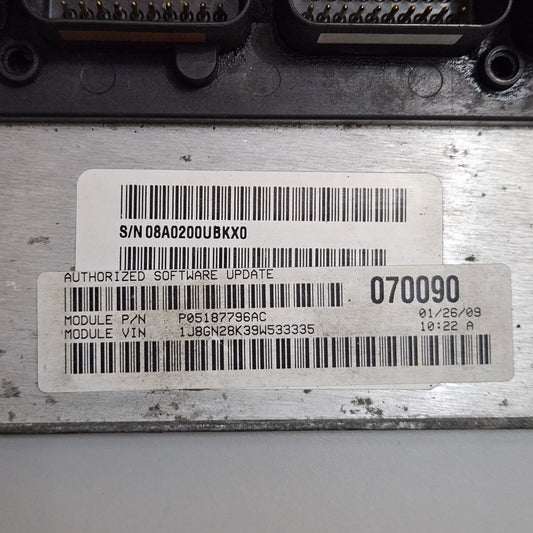 S/N 08A0200UBKX0
AUTHORIZED SOFTWARE UPDATE
070090
MODULE P/N P05187796AC 01/26/09
MODULE VIN 1J8GN28K39W533335 10:22 A